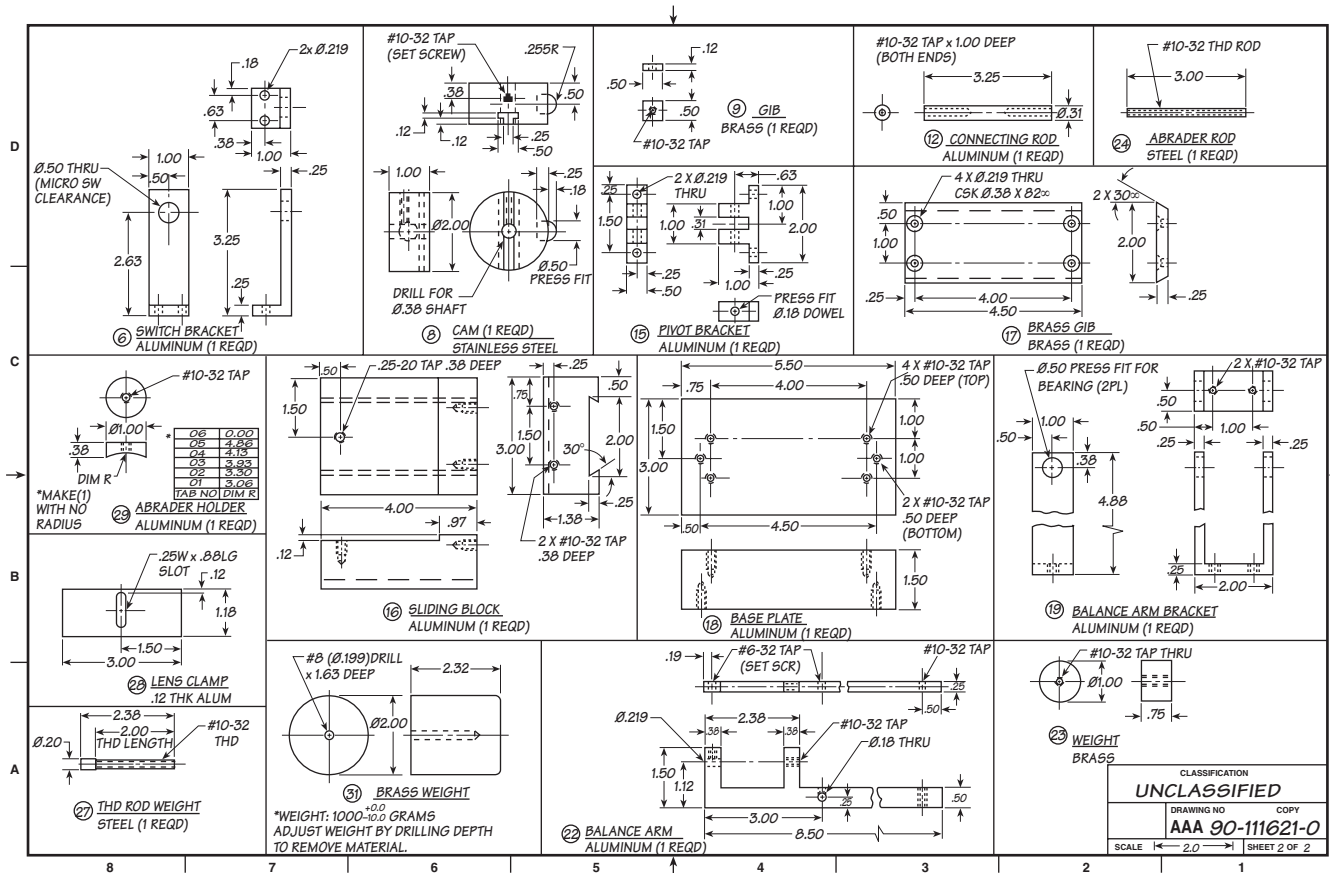 2x Ø.219
.18
.63
.38
1.00
1.00
.50
Ø.50 THRU
(MICRO SW
CLEARANCE)
.25
3.25
2.63
.25
6 SWITCH BRACKET
ALUMINUM (1 REQD)
#10-32 TAP
(SET SCREW)
.255R
.38
.50
.12
.12
.25
.50
1.00
.25
.18
Ø2.00
Ø.50
PRESS FIT
DRILL FOR
Ø.38 SHAFT
8 CAM (1 REQD)
STAINLESS STEEL
.12
.50
.50
#10-32 TAP
9 GIB
BRASS (1 REQD)
#10-32 TAP x 1.00 DEEP
(BOTH ENDS)
3.25
Ø.31
12 CONNECTING ROD
ALUMINUM (1 REQD)
#10-32 THD ROD
3.00
24 ABRADER ROD
STEEL (1 REQD)
2 X Ø.219
THRU
.63
.25
1.00
1.50
1.00
.31
2.00
.25
.50
1.00
.25
PRESS FIT
Ø.18 DOWEL
15 PIVOT BRACKET
ALUMINUM (1 REQD)
4 X Ø.219 THRU
CSK Ø.38 X 82∞
2 X 30∞
.50
1.00
2.00
.25
4.00
4.50
.25
17 BRASS GIB
BRASS (1 REQD)
#10-32 TAP
Ø1.00
.38
DIM R
*
06 0.00
05 4.86
04 4.13
03 3.93
02 3.30
01 3.06
TAB NO DIM R
*MAKE(1)
WITH NO
RADIUS
29 ABRADER HOLDER
ALUMINUM (1 REQD)
.50
.25-20 TAP .38 DEEP
1.50
4.00
.97
.12
.25
.50
.75
1.50
3.00
30°
2.00
.25
1.38
2 X #10-32 TAP
.38 DEEP
16 SLIDING BLOCK
ALUMINUM (1 REQD)
5.50
.75
4.00
4 X #10-32 TAP
.50 DEEP (TOP)
1.50
3.00
1.00
1.00
.50
4.50
2 X #10-32 TAP
.50 DEEP
(BOTTOM)
1.50
18 BASE PLATE
ALUMINUM (1 REQD)
Ø.50 PRESS FIT FOR
BEARING (2PL)
2 X #10-32 TAP
1.00
.50
.38
4.88
.50
.50
1.00
.25
.25
.25
2.00
19 BALANCE ARM BRACKET
ALUMINUM (1 REQD)
.25W x .88LG
SLOT
.12
1.18
1.50
3.00
28 LENS CLAMP
.12 THK ALUM
2.38
2.00
THD LENGTH
#10-32
THD
Ø.20
27 THD ROD WEIGHT
STEEL (1 REQD)
#8 (Ø.199)DRILL
x 1.63 DEEP
2.32
Ø2.00
31 BRASS WEIGHT
*WEIGHT: 1000 +0.0 -10.0 GRAMS
ADJUST WEIGHT BY DRILLING DEPTH
TO REMOVE MATERIAL.
.19
#6-32 TAP
(SET SCR)
#10-32 TAP
.25
.50
Ø.219
2.38
.38
.38
#10-32 TAP
Ø.18 THRU
1.50
1.12
.25
.50
3.00
8.50
22 BALANCE ARM
ALUMINUM (1 REQD)
#10-32 TAP THRU
Ø1.00
.75
23 WEIGHT
BRASS
CLASSIFICATION
UNCLASSIFIED
DRAWING NO COPY
AAA 90-111621-0
SCALE 2.0 SHEET 2 OF 2
D
C
B
A
8 7 6 5 4 3 2 1